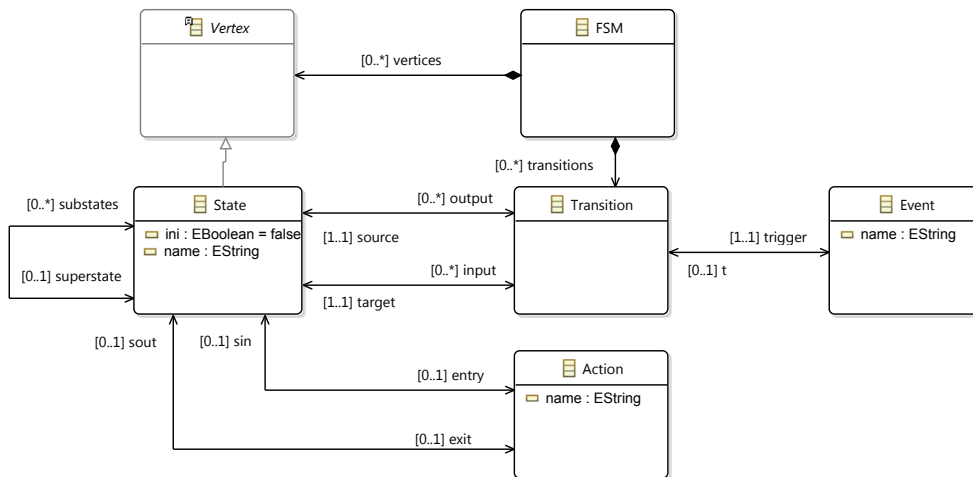 Vertex
FSM
[0..*] vertices
[0..*] transitions
State
ini : EBoolean = false
name : EString
[0..*] output
[1..1] source
Transition
Event
name : EString
[0..*] substates
[0..1] superstate
[1..1] trigger
[0..1] t
[0..*] input
[1..1] target
[0..1] sout
[0..1] sin
[0..1] entry
[0..1] exit
Action
name : EString